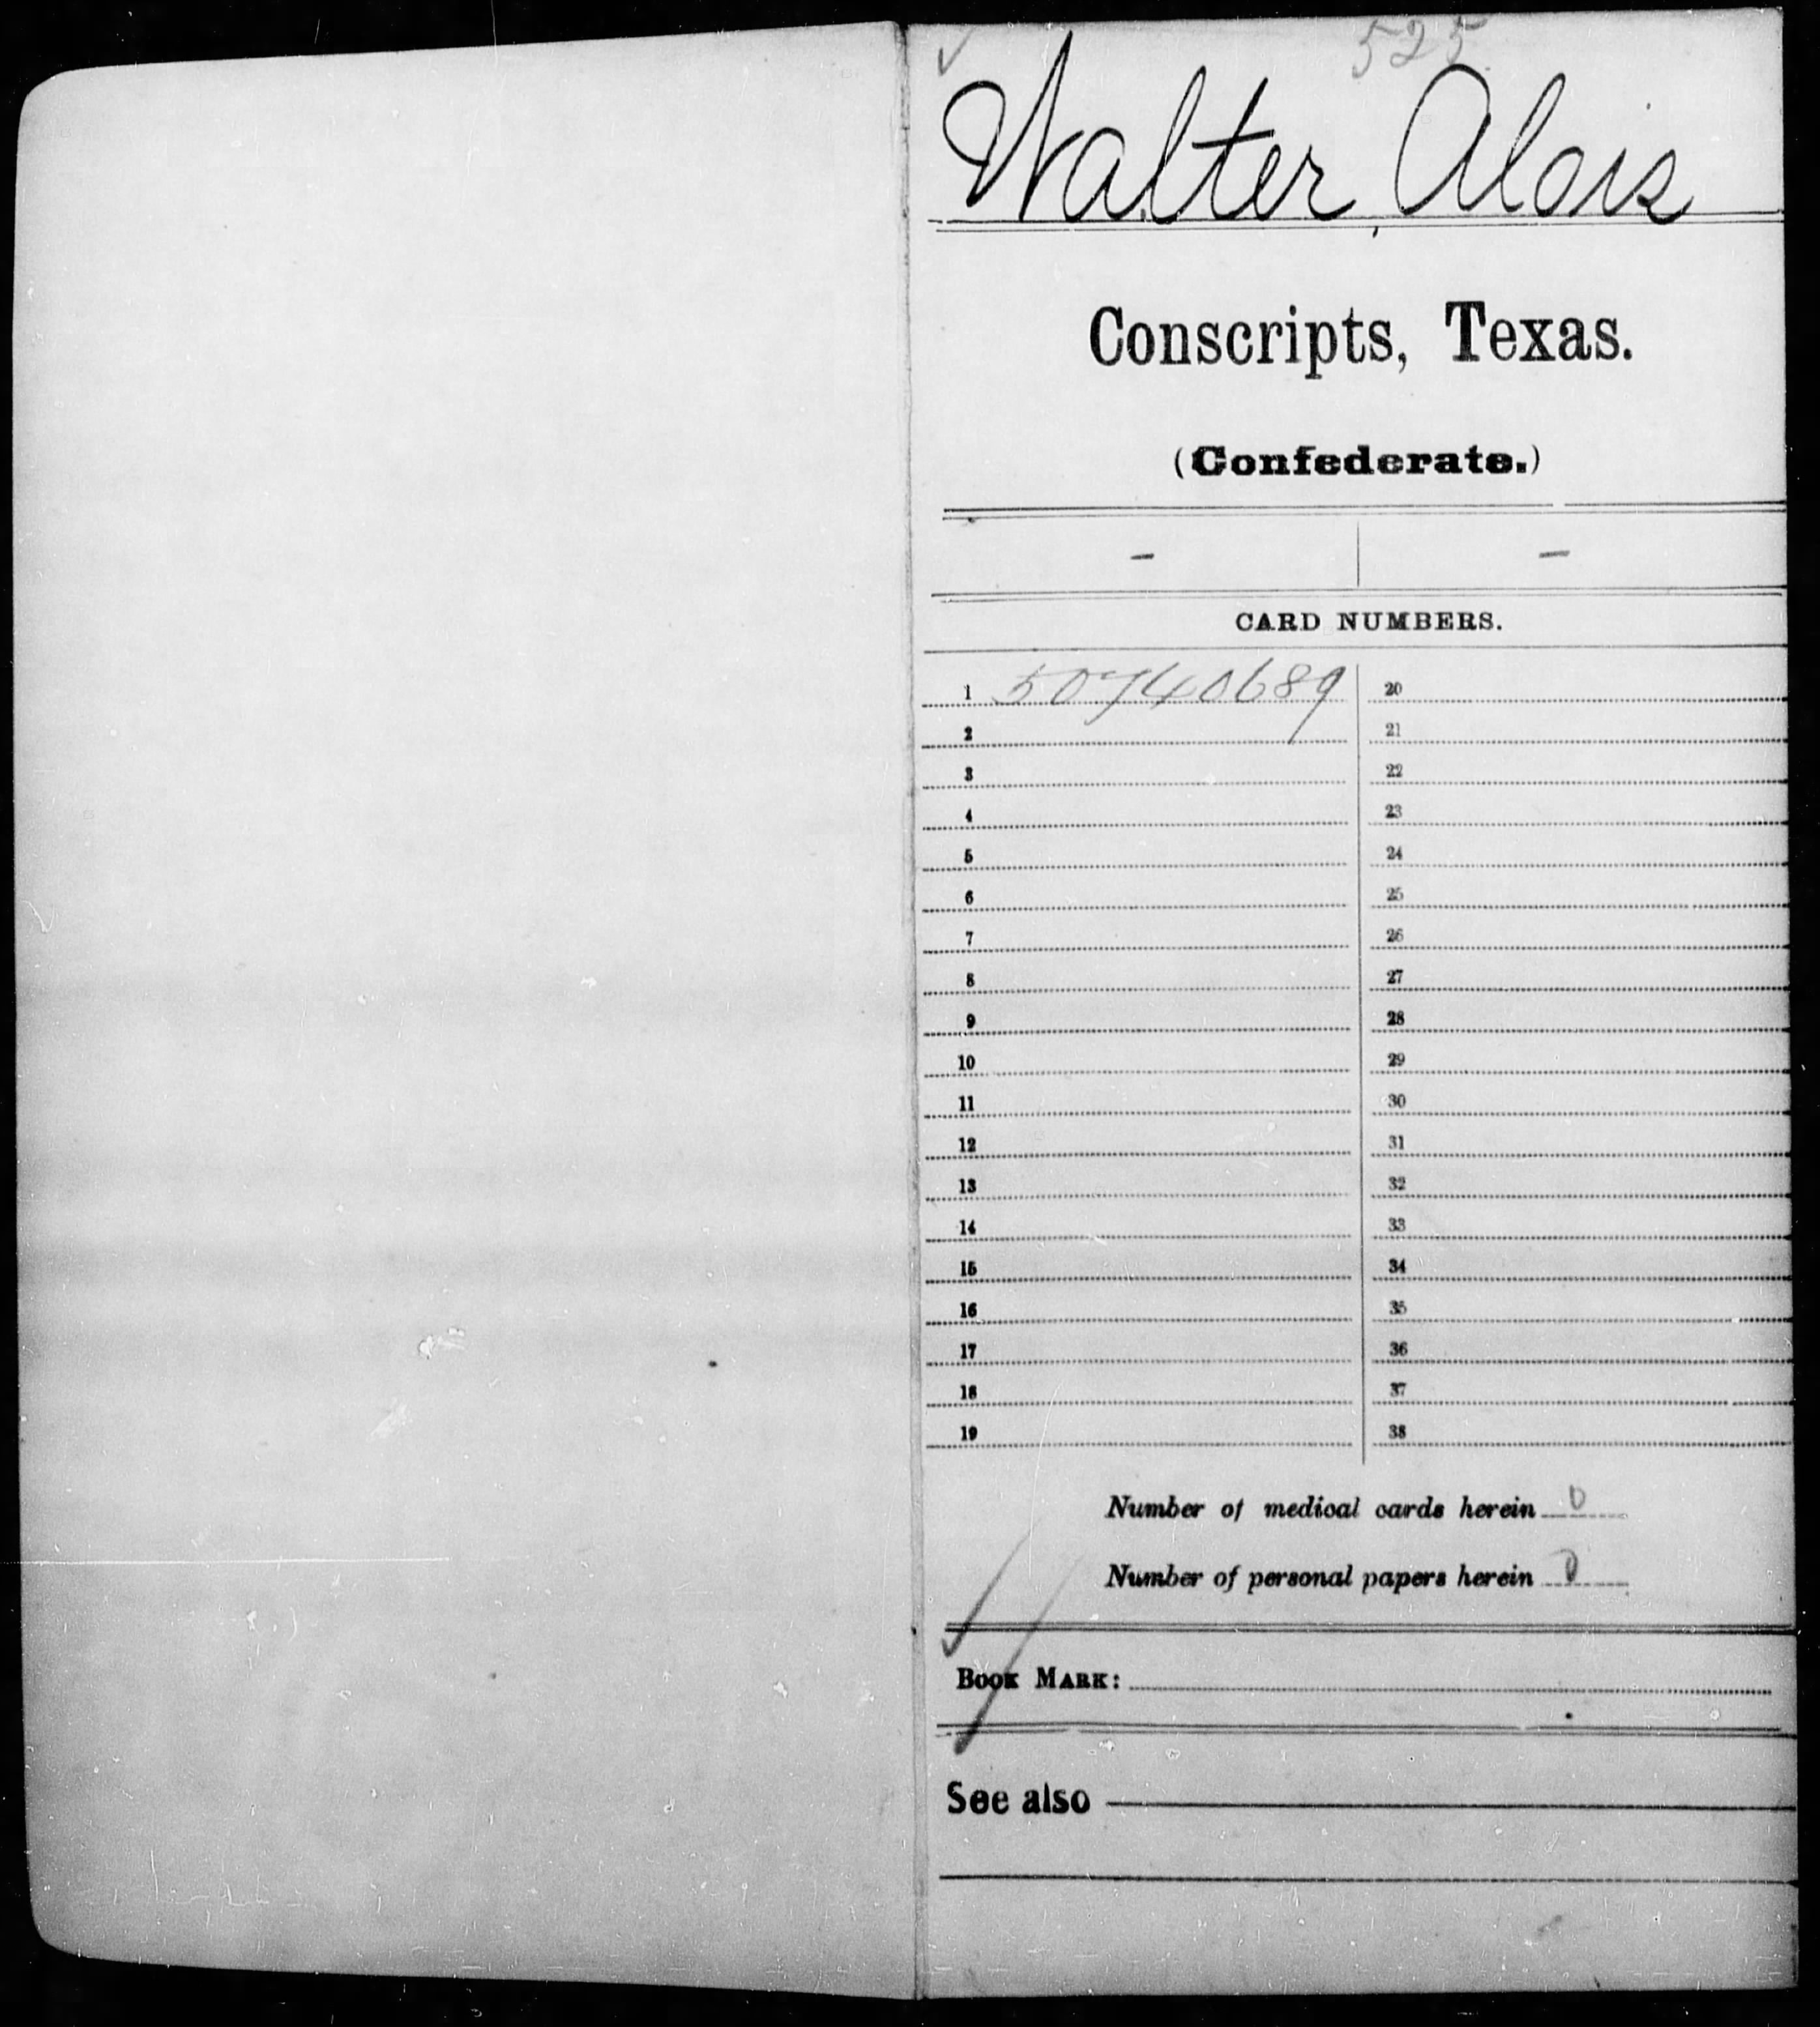 525
Walter, Alois
Conscripts, Texas.
(Confederate.)
- -
CARD NUMBERS.
1 50740689 20
2 21
3 22
4 23
5 24
6 25
7 26
8 27
9 28
10 29
11 30
12 31
13 32
14 33
15 34
16 35
17 36
18 37
19 38
Number of medical cards herein 0
Number of personal papers herein 0
BOOK MARK:
See also